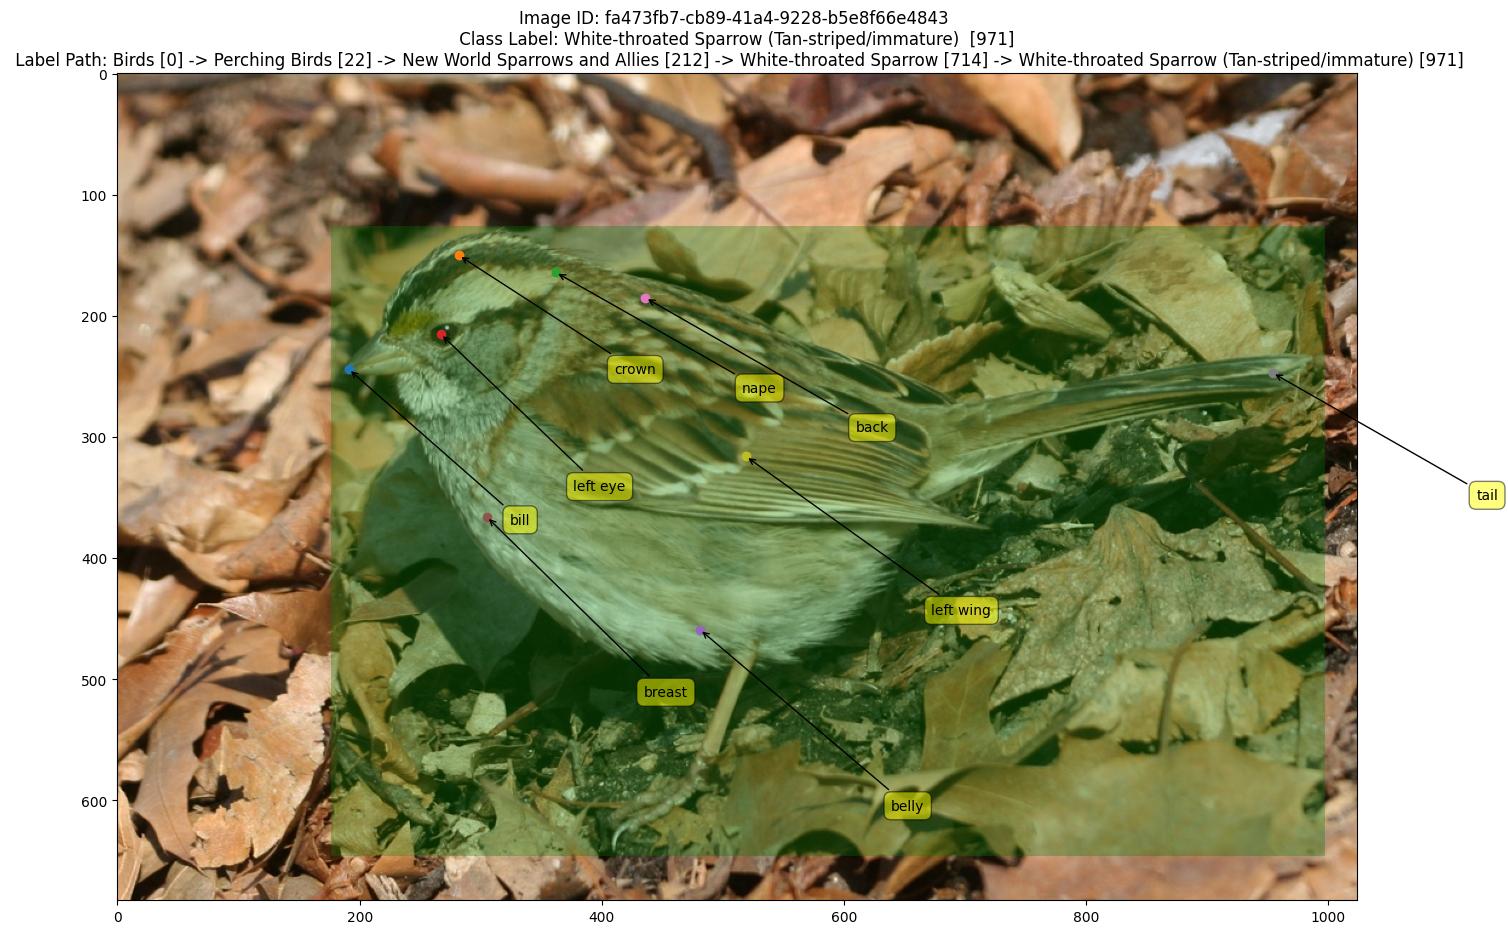 Image ID: fa473fb7-cb89-41a4-9228-b5e8f66e4843
Class Label: White-throated Sparrow (Tan-striped/immature)  [971]
Label Path: Birds [0] -> Perching Birds [22] -> New World Sparrows and Allies [212] -> White-throated Sparrow [714] -> White-throated Sparrow (Tan-striped/immature) [971]
0
100
200
300
400
500
600
crown
nape
back
left eye
tail
bill
left wing
breast
belly
0 200 400 600 800 1000